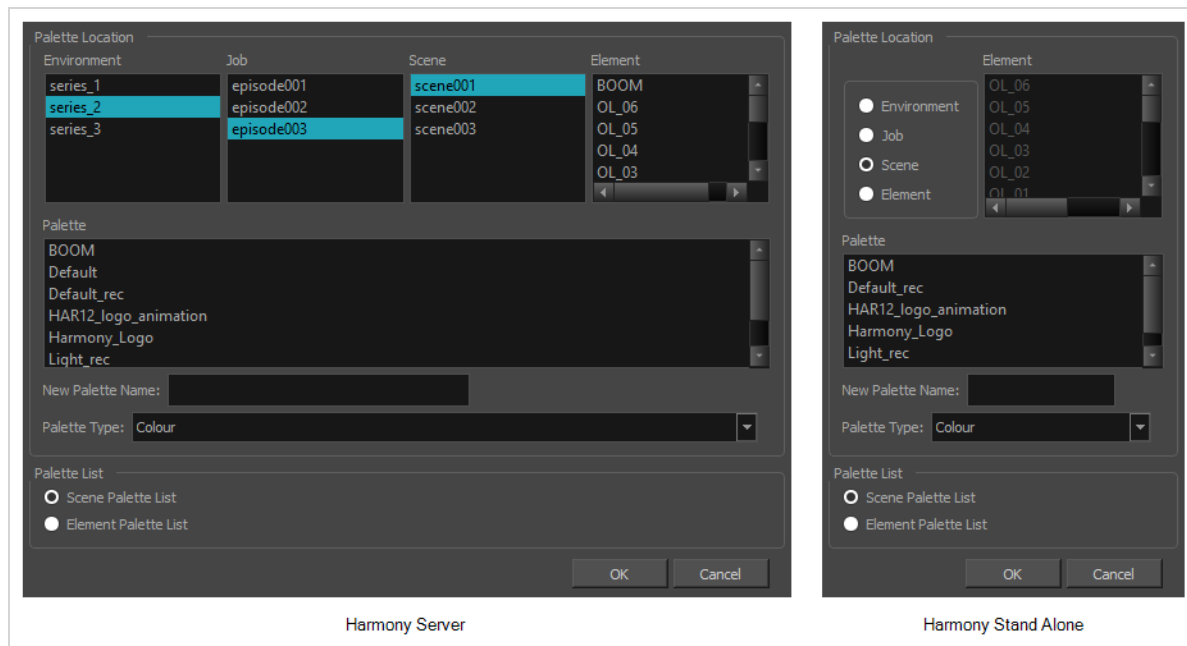 Palette Location
Environment Job Scene Element
series_1 episode001 scene001 BOOM
series_2 episode002 scene002 OL_06
series_3 episode003 scene003 OL_05
OL_04
OL_03
Palette
BOOM
Default
Default_rec
HAR12_logo_animation
Harmony_Logo
Light_rec
New Palette Name:
Palette Type: Colour
Palette List
Scene Palette List
Element Palette List
OK Cancel
Harmony Server
Palette Location
Element
Environment
Job
Scene
Element
OL_06
OL_05
OL_04
OL_03
OL_02
OL_01
Palette
BOOM
Default_rec
HAR12_logo_animation
Harmony_Logo
Light_rec
New Palette Name:
Palette Type: Colour
Palette List
Scene Palette List
Element Palette List
OK Cancel
Harmony Stand Alone